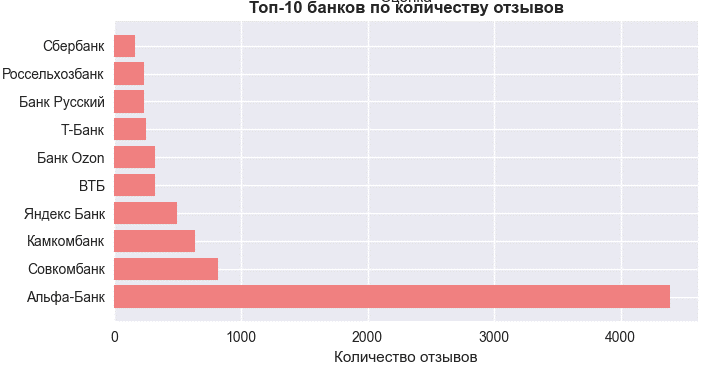 Оценка
Топ-10 банков по количеству отзывов
Сбербанк
Россельхозбанк
Банк Русский
Т-Банк
Банк Ozon
ВТБ
Яндекс Банк
Камкомбанк
Совкомбанк
Альфа-Банк
0 1000 2000 3000 4000
Количество отзывов